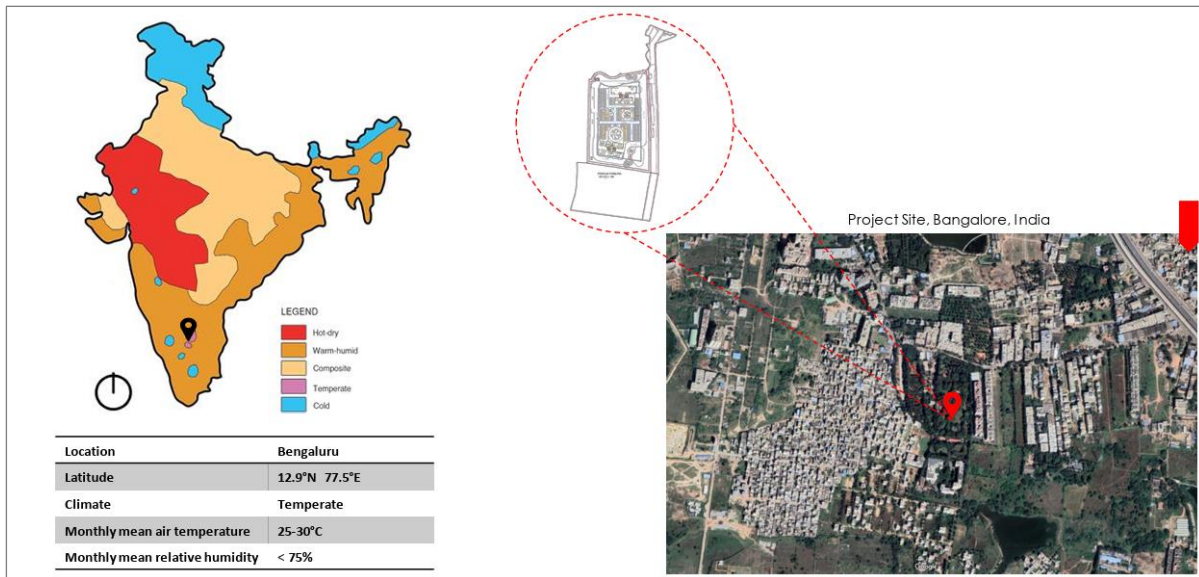 Project Site, Bangalore, India
LEGEND
Hot-dry
Warm-humid
Composite
Temperate
Cold
Location Bengaluru
Latitude 12.9°N 77.5°E
Climate Temperate
Monthly mean air temperature 25-30°C
Monthly mean relative humidity < 75%